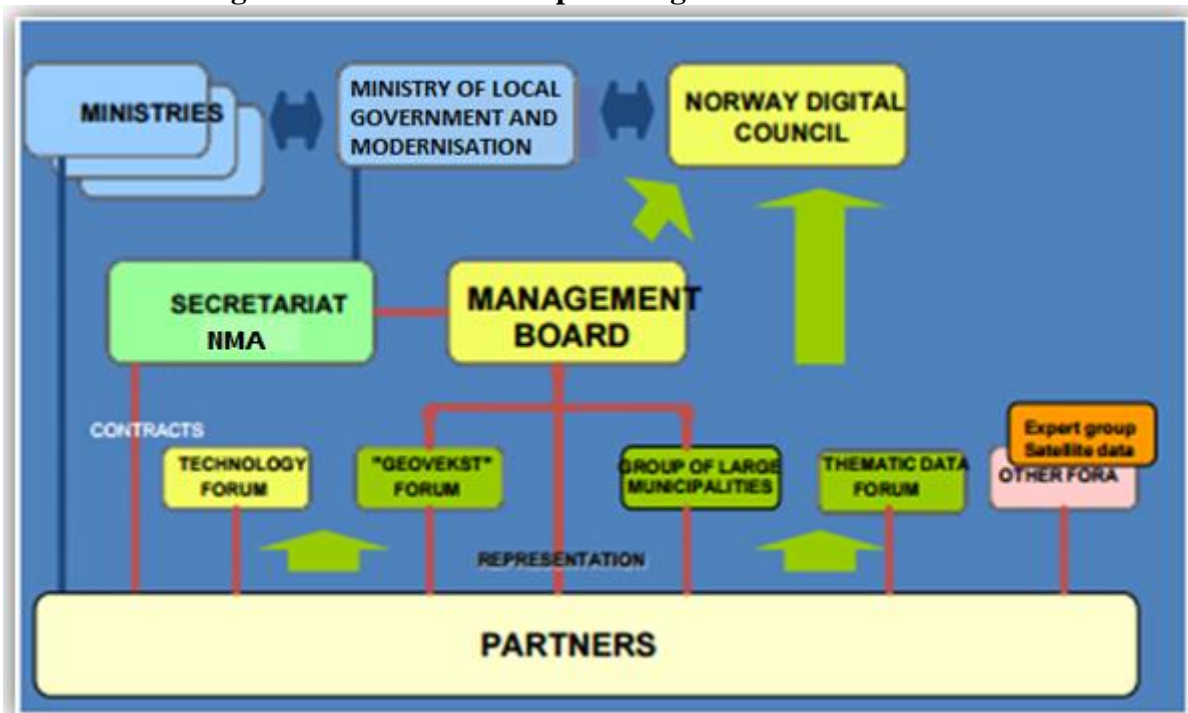 MINISTRIES
MINISTRY OF LOCAL
GOVERNMENT AND
MODERNISATION
NORWAY DIGITAL
COUNCIL
SECRETARIAT
NMA
MANAGEMENT
BOARD
CONTRACTS
TECHNOLOGY
FORUM
"GEOVEKST"
FORUM
GROUP OF LARGE
MUNICIPALITIES
THEMATIC DATA
FORUM
Expert group
Satellite data
OTHER FORA
REPRESENTATION
PARTNERS